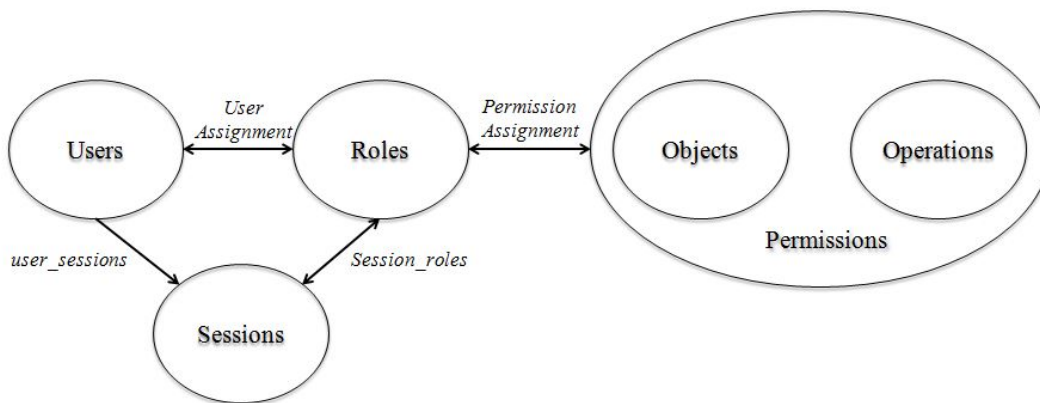 User
Assignment
Permission
Assignment
Users
Roles
Objects
Operations
Permissions
user_sessions
Session_roles
Sessions